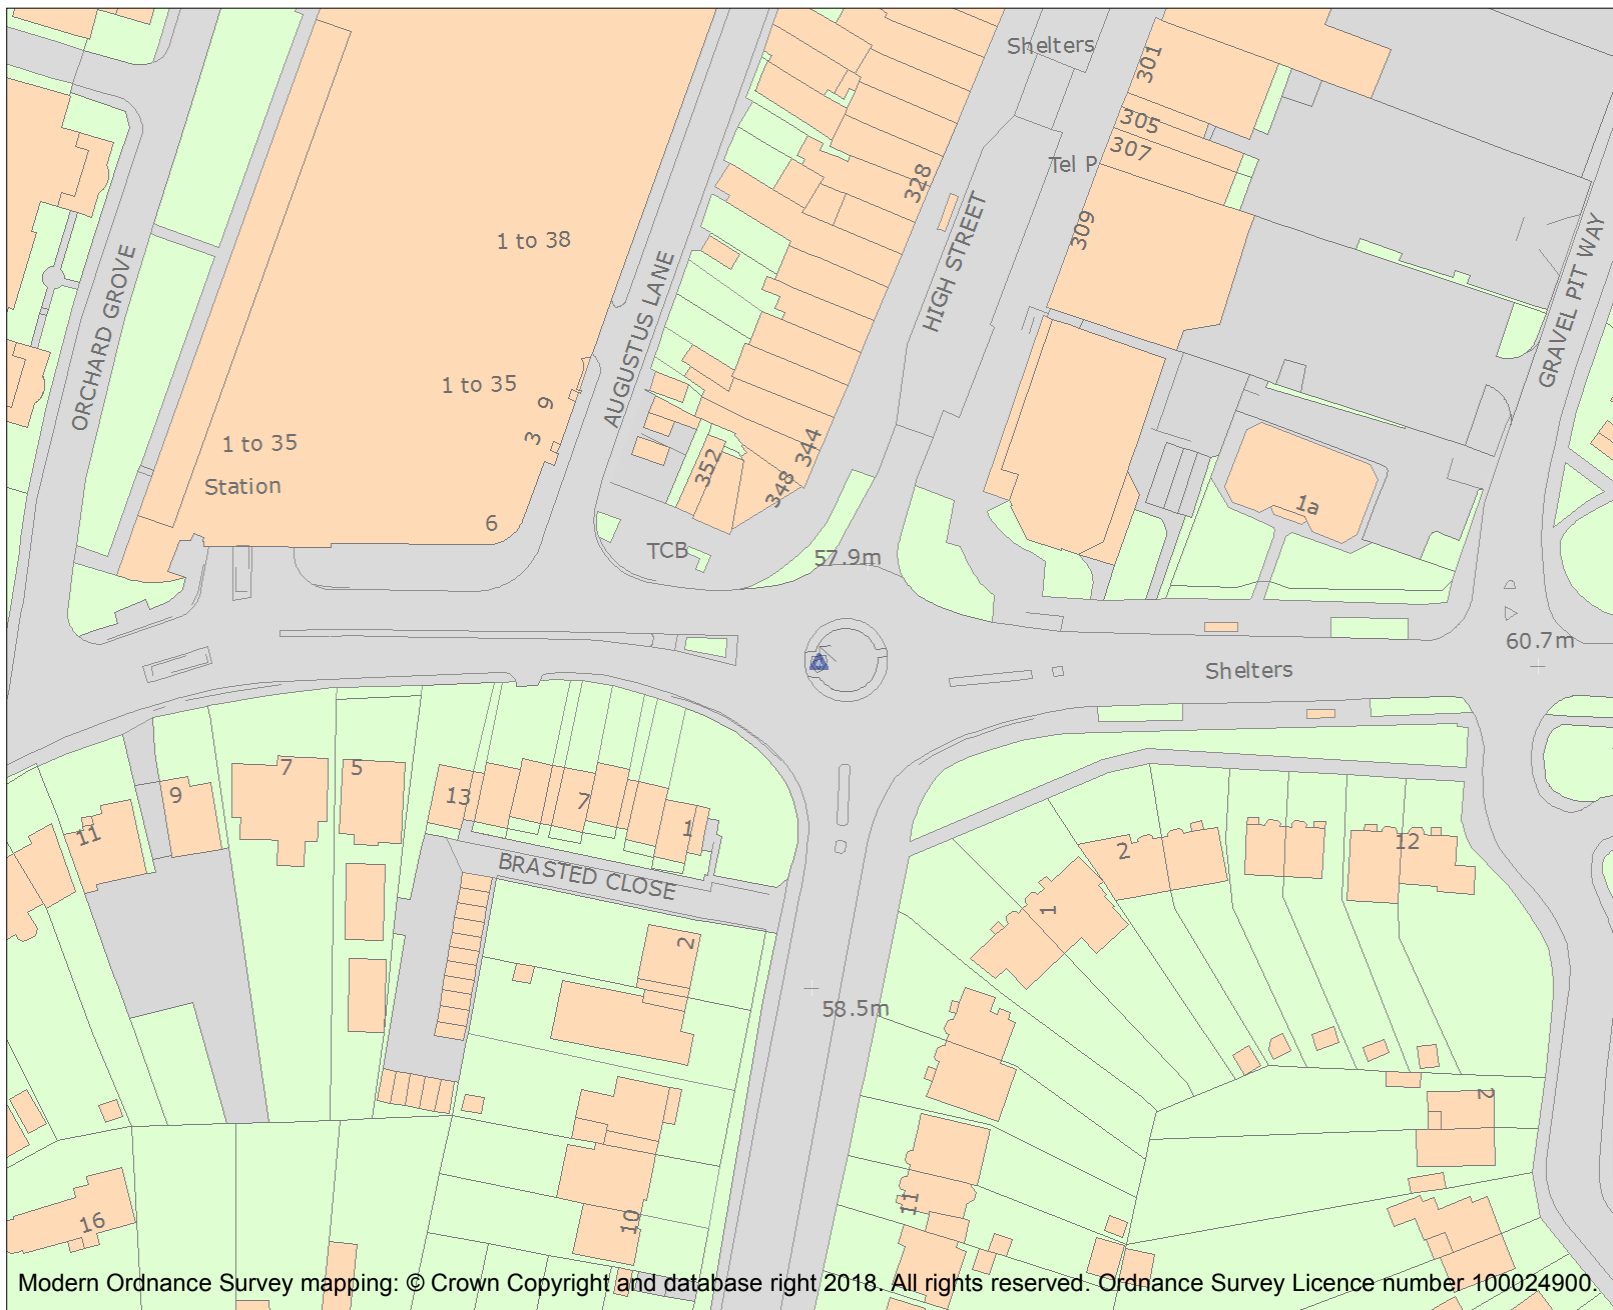 Shelters
301
305
307
Tel P
328
309
1 to 38
HIGH STREET
ORCHARD GROVE
AUGUSTUS LANE
GRAVEL PIT WAY
1 to 35
9
3
1 to 35
Station
6
344
352
348
1a
TCB
57.9m
60.7m
Shelters
7
5
9
13
7
1
11
BRASTED CLOSE
2
12
1
2
58.5m
2
11
16
10
Modern Ordnance Survey mapping: © Crown Copyright and database right 2018. All rights reserved. Ordnance Survey Licence number 100024900.